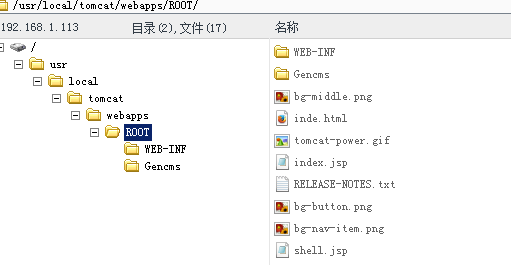 /usr/local/tomcat/webapps/ROOT/
192.168.1.113 目录(2),文件(17) 名称
/
usr
local
tomcat
webapps
ROOT
WEB-INF
Gencms
WEB-INF
Gencms
bg-middle.png
inde.html
tomcat-power.gif
index.jsp
RELEASE-NOTES.txt
bg-button.png
bg-nav-item.png
shell.jsp